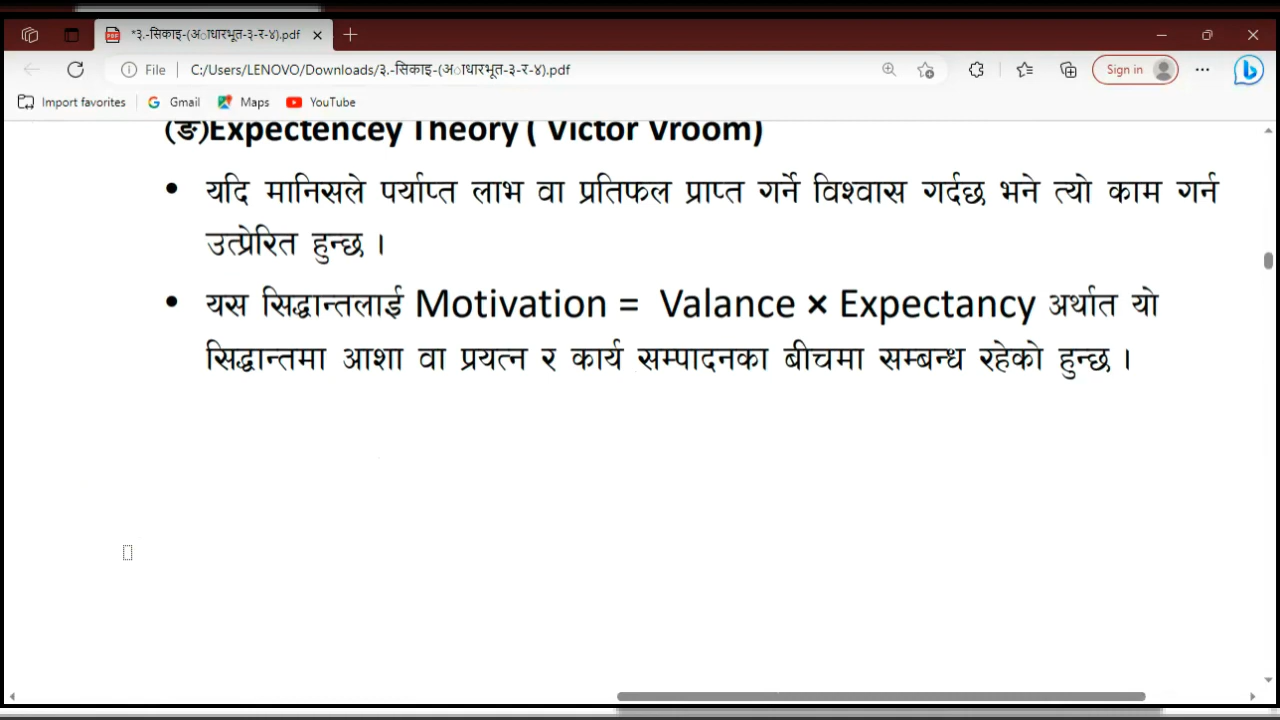 *३.-सिकाइ-(अाधारभूत-३-र-४).pdf
File C:/Users/LENOVO/Downloads/३.-सिकाइ-(अाधारभूत-३-र-४).pdf Sign in
Import favorites Gmail Maps YouTube
(ङ)Expectencey Theory ( Victor Vroom)
• यदि मानिसले पर्याप्त लाभ वा प्रतिफल प्राप्त गर्ने विश्वास गर्दछ भने त्यो काम गर्न
उत्प्रेरित हुन्छ ।
• यस सिद्धान्तलाई Motivation = Valance × Expectancy अर्थात यो
सिद्धान्तमा आशा वा प्रयत्न र कार्य सम्पादनका बीचमा सम्बन्ध रहेको हुन्छ ।